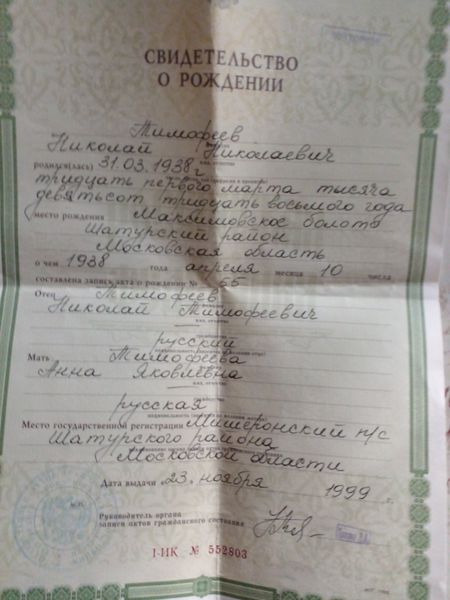 СВИДЕТЕЛЬСТВО
О РОЖДЕНИИ
Тимофеев
Николай Николаевич
родился(лась) 31.03.1938 г
тридцать первого марта тысяча
девятьсот тридцать восьмого года
место рождения Максимовское болото
Шатурский район
Московская область
о чем 1938 года апреля месяца 10 числа
составлена запись акта о рождении № 65
Отец Тимофеев
Николай Тимофеевич
русский
Мать Тимофеева
Анна Яковлевна
русская
Место государственной регистрации Мишеронский п/с
Шатурского района
Московской области
Дата выдачи 23 ноября 1999 г.
М.П.
Руководитель органа
записи актов гражданского состояния
I-ИК № 552803